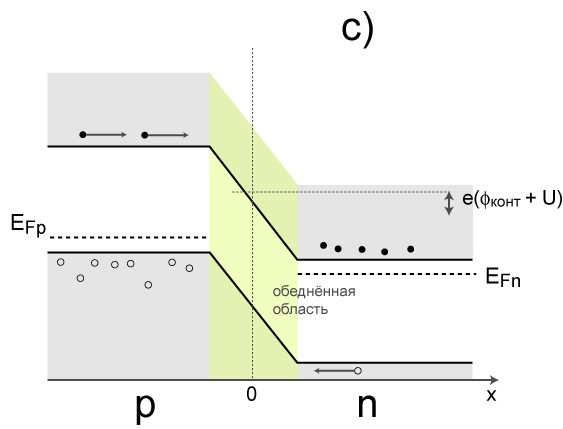 c)
e(ϕконт + U)
EFp
EFn
обеднённая
область
p
0
n
x